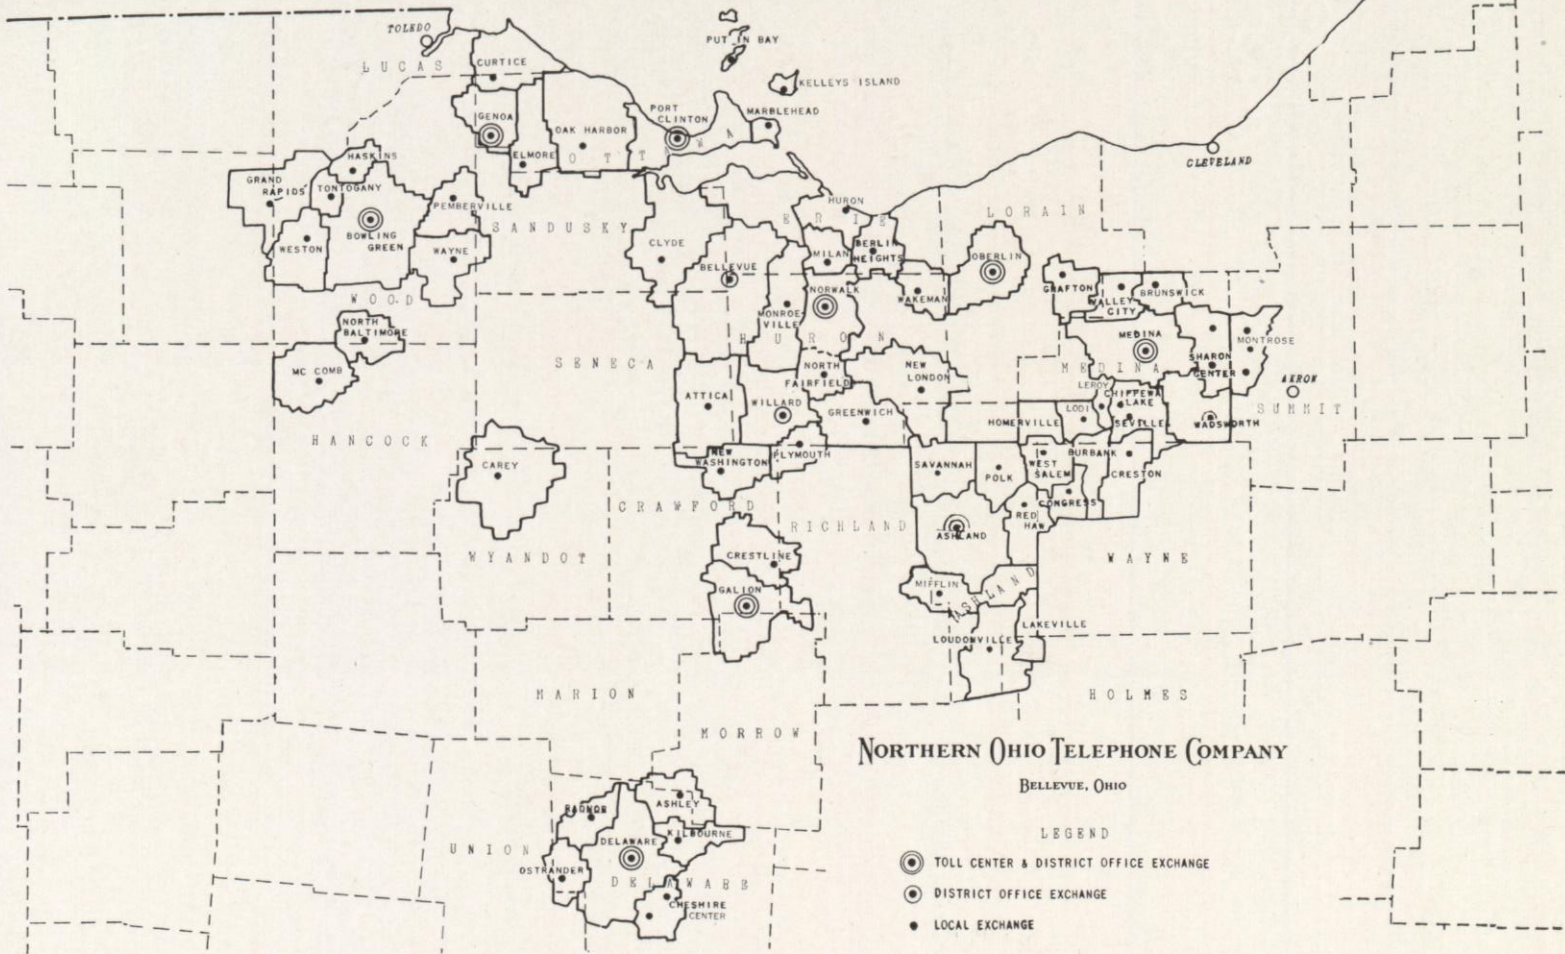 TOLEDO
PUT IN BAY
LUCAS
CURTICE
KELLEYS ISLAND
GENOA
PORT
CLINTON
MARBLEHEAD
OAK HARBOR
OTTAWA
CLEVELAND
HASKINS
ELMORE
GRAND
RAPIDS
TONTOGANY
PEMBERVILLE
HURON
LORAIN
BOWLING
GREEN
SANDUSKY
ERIE
WESTON
WAYNE
CLYDE
MILAN
BERLIN
HEIGHTS
OBERLIN
BELLEVUE
NORWALK
WAKEMAN
GRAFTON
VALLEY
CITY
BRUNSWICK
WOOD
NORTH
BALTIMORE
MONROE-
VILLE
HURON
MEDINA
MONTROSE
SENECA
MC COMB
NORTH
FAIRFIELD
NEW
LONDON
MEDINA
SHARON
CENTER
AKRON
SUMMIT
ATTICA
WILLARD
GREENWICH
LEROY
CHIPPEWA
LAKE
LODI
HOMERVILLE
SEVILLE
WADSWORTH
HANCOCK
CAREY
NEW
WASHINGTON
PLYMOUTH
SAVANNAH
POLK
WEST
SALEM
BURBANK
CRESTON
CRAWFORD
RICHLAND
CONGRESS
RED
HAW
ASHLAND
WYANDOT
CRESTLINE
WAYNE
GALION
MIFFLIN
ASHLAND
LAKEVILLE
LOUDONVILLE
MARION
HOLMES
MORROW
NORTHERN OHIO TELEPHONE COMPANY
BELLEVUE, OHIO
RADNOR
ASHLEY
LEGEND
UNION
DELAWARE
KILBOURNE
OSTRANDER
DELAWARE
CHESHIRE
CENTER
TOLL CENTER & DISTRICT OFFICE EXCHANGE
DISTRICT OFFICE EXCHANGE
LOCAL EXCHANGE